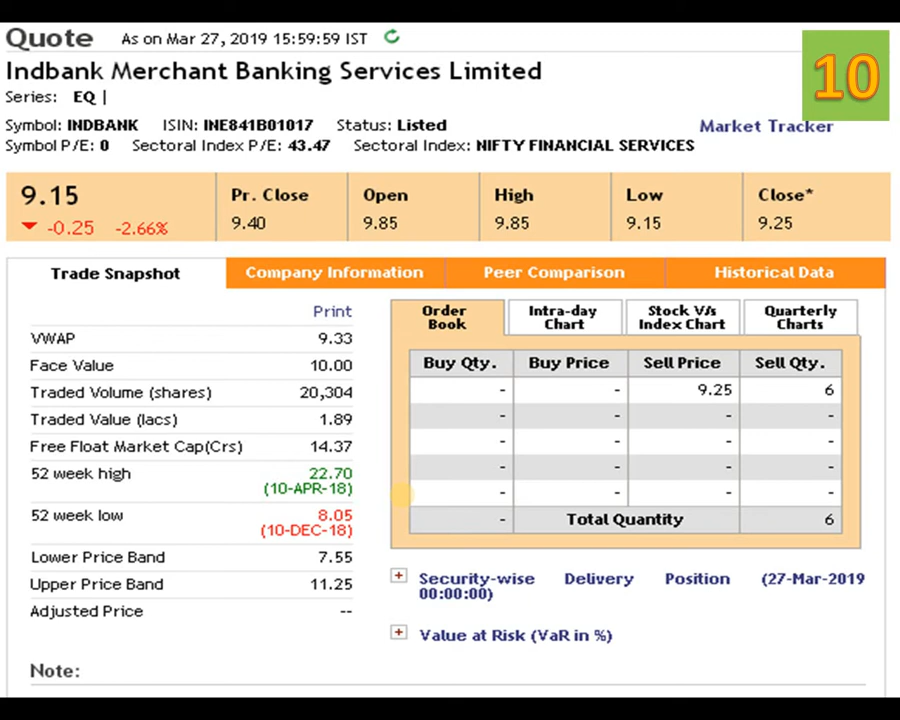 Quote As on Mar 27, 2019 15:59:59 IST
10
Indbank Merchant Banking Services Limited
Series: EQ |
Symbol: INDBANK ISIN: INE841B01017 Status: Listed
Market Tracker
Symbol P/E: 0 Sectoral Index P/E: 43.47 Sectoral Index: NIFTY FINANCIAL SERVICES
9.15 Pr. Close Open High Low Close*
-0.25 -2.66% 9.40 9.85 9.85 9.15 9.25
Trade Snapshot Company Information Peer Comparison Historical Data
Print
VWAP 9.33
Face Value 10.00
Traded Volume (shares) 20,304
Traded Value (lacs) 1.89
Free Float Market Cap(Crs) 14.37
52 week high 22.70
(10-APR-18)
52 week low 8.05
(10-DEC-18)
Lower Price Band 7.55
Upper Price Band 11.25
Adjusted Price --
Order Book Intra-day Chart Stock V/s Index Chart Quarterly Charts
Buy Qty. Buy Price Sell Price Sell Qty.
- - 9.25 6
- - - -
- - - -
- - - -
- - - -
- Total Quantity 6
Security-wise Delivery Position (27-Mar-2019
00:00:00)
Value at Risk (VaR in %)
Note: